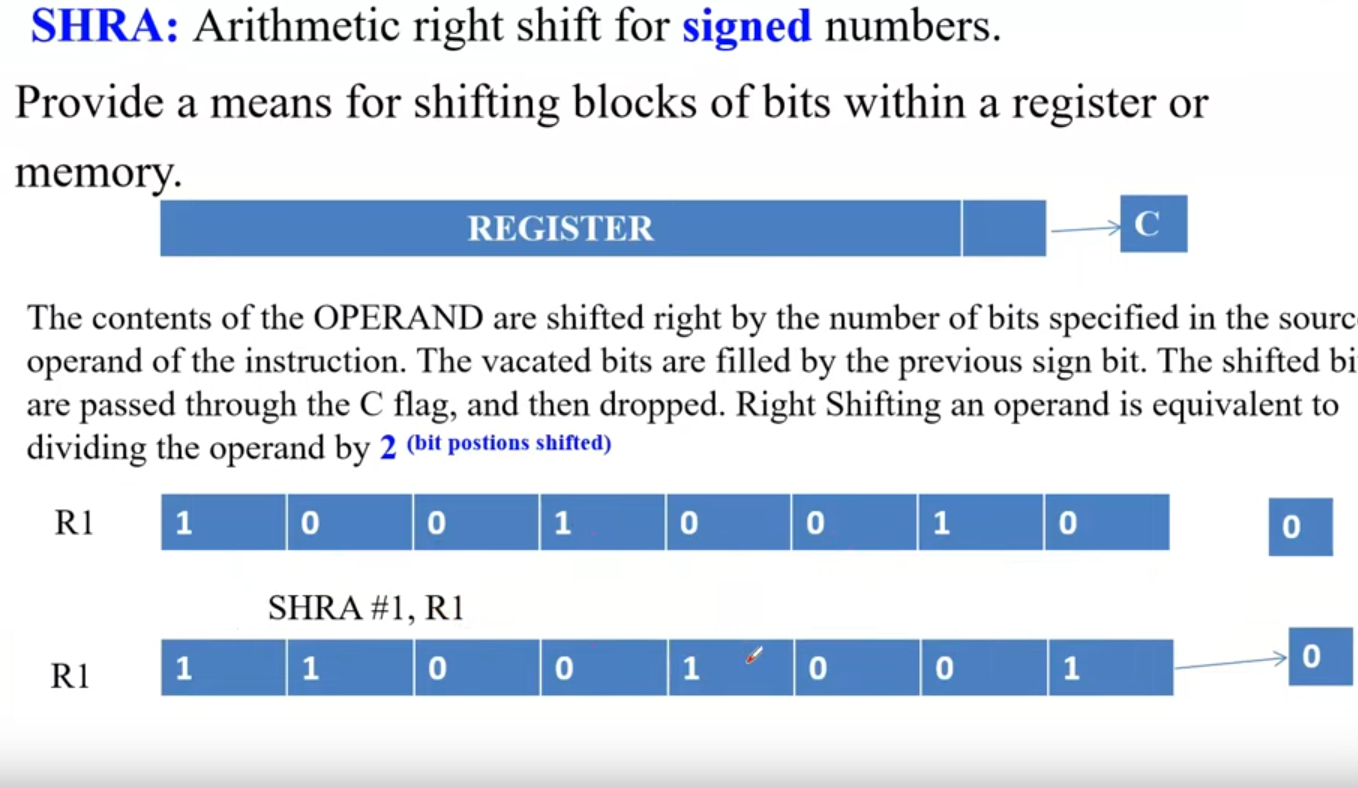 SHRA: Arithmetic right shift for signed numbers.
Provide a means for shifting blocks of bits within a register or
memory.
REGISTER C
The contents of the OPERAND are shifted right by the number of bits specified in the sourc
operand of the instruction. The vacated bits are filled by the previous sign bit. The shifted bi
are passed through the C flag, and then dropped. Right Shifting an operand is equivalent to
dividing the operand by 2 (bit postions shifted)
R1 1 0 0 1 0 0 1 0 0
SHRA #1, R1
R1 1 1 0 0 1 0 0 1 0